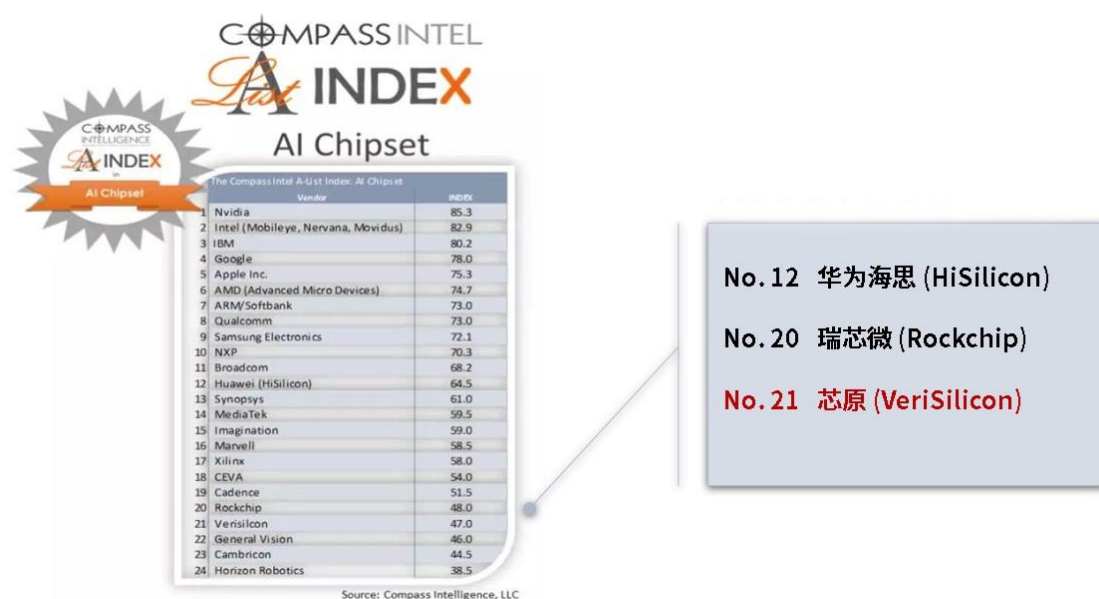 COMPASS INTEL
A List INDEX
AI Chipset
COMPASS
INTELLIGENCE
A List INDEX
in
AI Chipset
The Compass Intel A-List Index: AI Chipset
Vendor INDEX
1 Nvidia 85.3
2 Intel (Mobileye, Nervana, Movidus) 82.9
3 IBM 80.2
4 Google 78.0
5 Apple Inc. 75.3
6 AMD (Advanced Micro Devices) 74.7
7 ARM/Softbank 73.0
8 Qualcomm 73.0
9 Samsung Electronics 72.1
10 NXP 70.3
11 Broadcom 68.2
12 Huawei (HiSilicon) 64.5
13 Synopsys 61.0
14 MediaTek 59.5
15 Imagination 59.0
16 Marvell 58.5
17 Xilinx 58.0
18 CEVA 54.0
19 Cadence 51.5
20 Rockchip 48.0
21 Verisilcon 47.0
22 General Vision 46.0
23 Cambricon 44.5
24 Horizon Robotics 38.5
Source: Compass Intelligence, LLC
No.12 华为海思 (HiSilicon)
No.20 瑞芯微 (Rockchip)
No.21 芯原 (VeriSilicon)